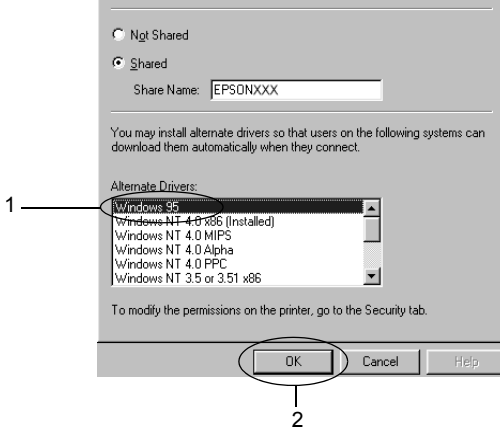 Not Shared
Shared
Share Name: EPSONXXX
You may install alternate drivers so that users on the following systems can
download them automatically when they connect.
Alternate Drivers:
1
Windows 95
Windows NT 4.0 x86 (Installed)
Windows NT 4.0 MIPS
Windows NT 4.0 Alpha
Windows NT 4.0 PPC
Windows NT 3.5 or 3.51 x86
To modify the permissions on the printer, go to the Security tab.
OK Cancel Help
2